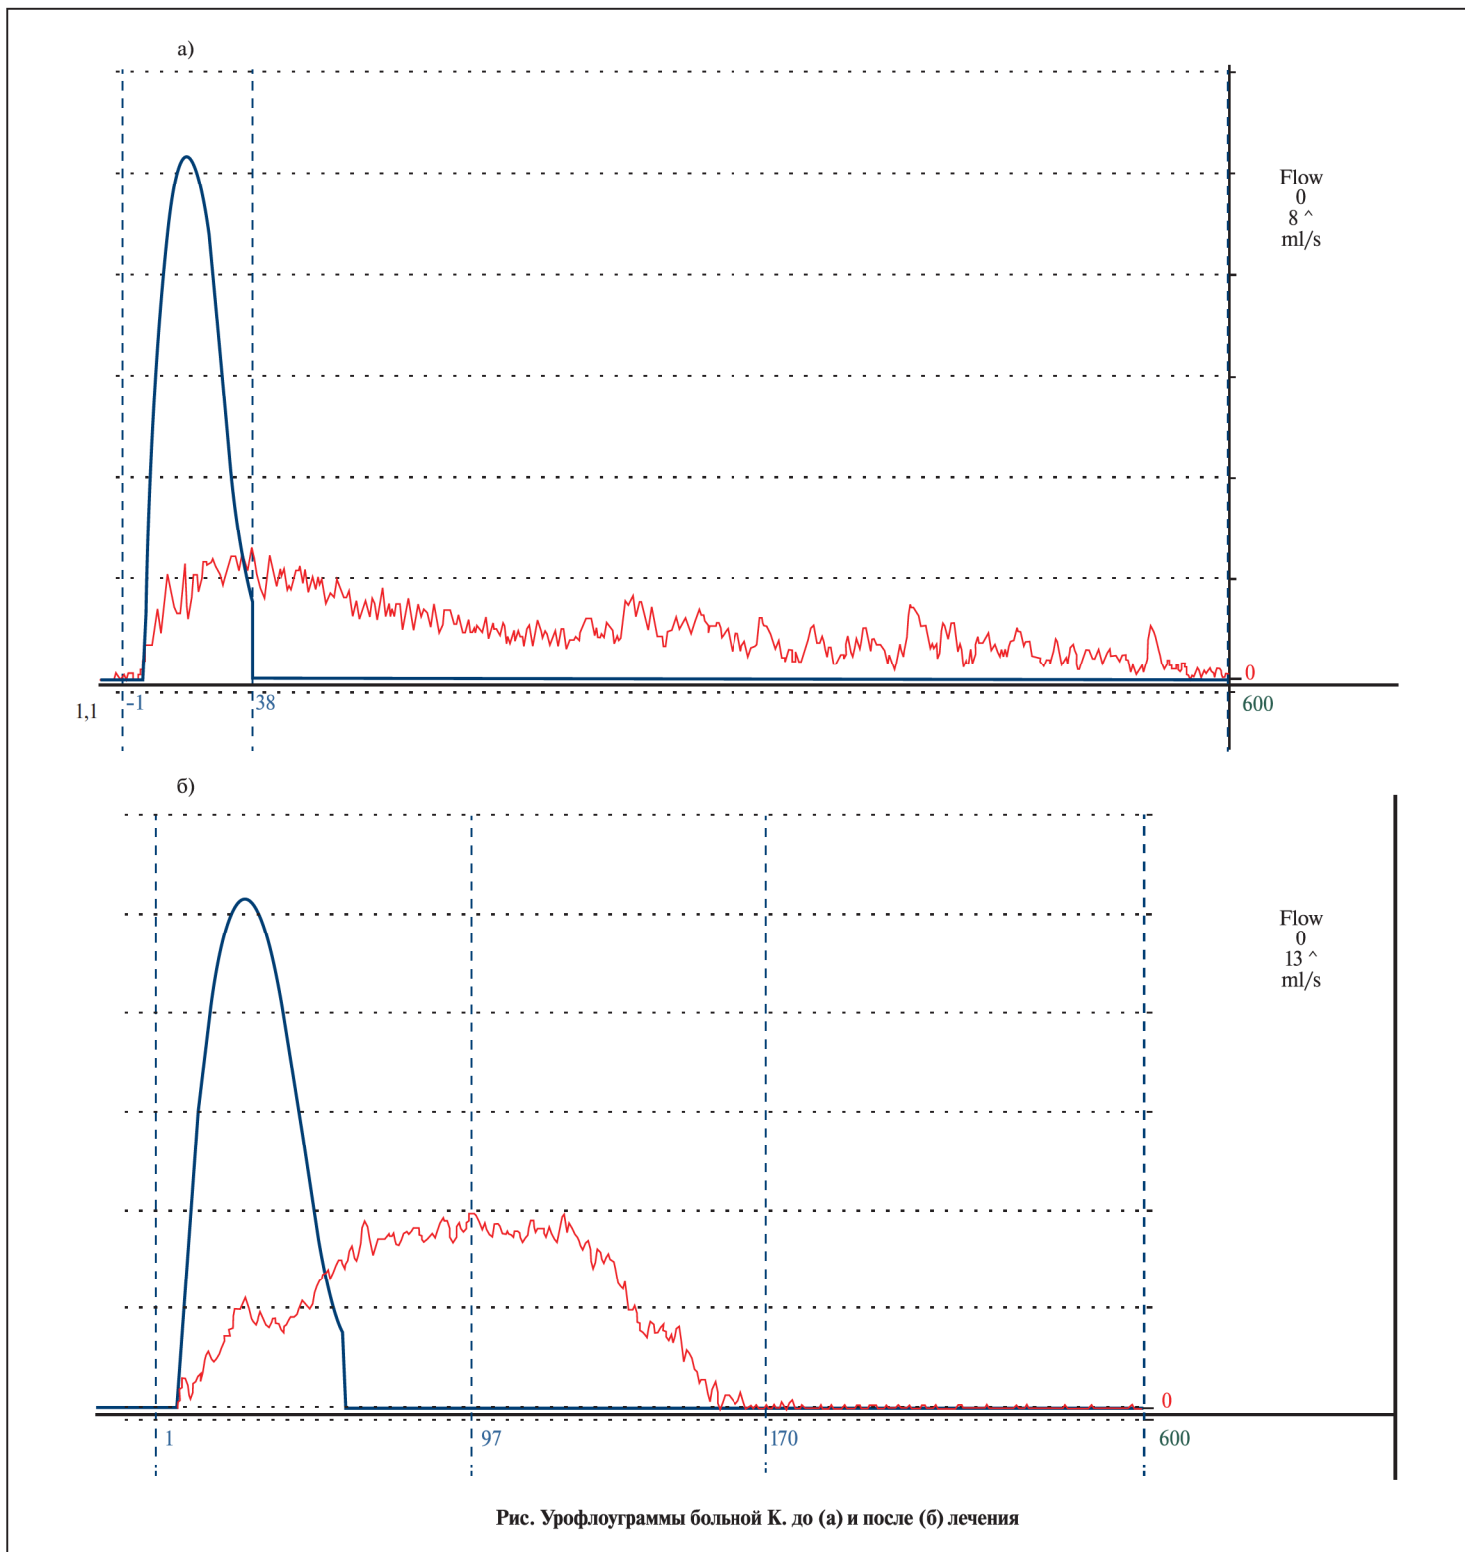 а)
Flow
0
8 ^
ml/s
0
1,1
-1
38
600
б)
Flow
0
13 ^
ml/s
0
1
97
170
600
Рис. Урофлоуграммы больной К. до (а) и после (б) лечения